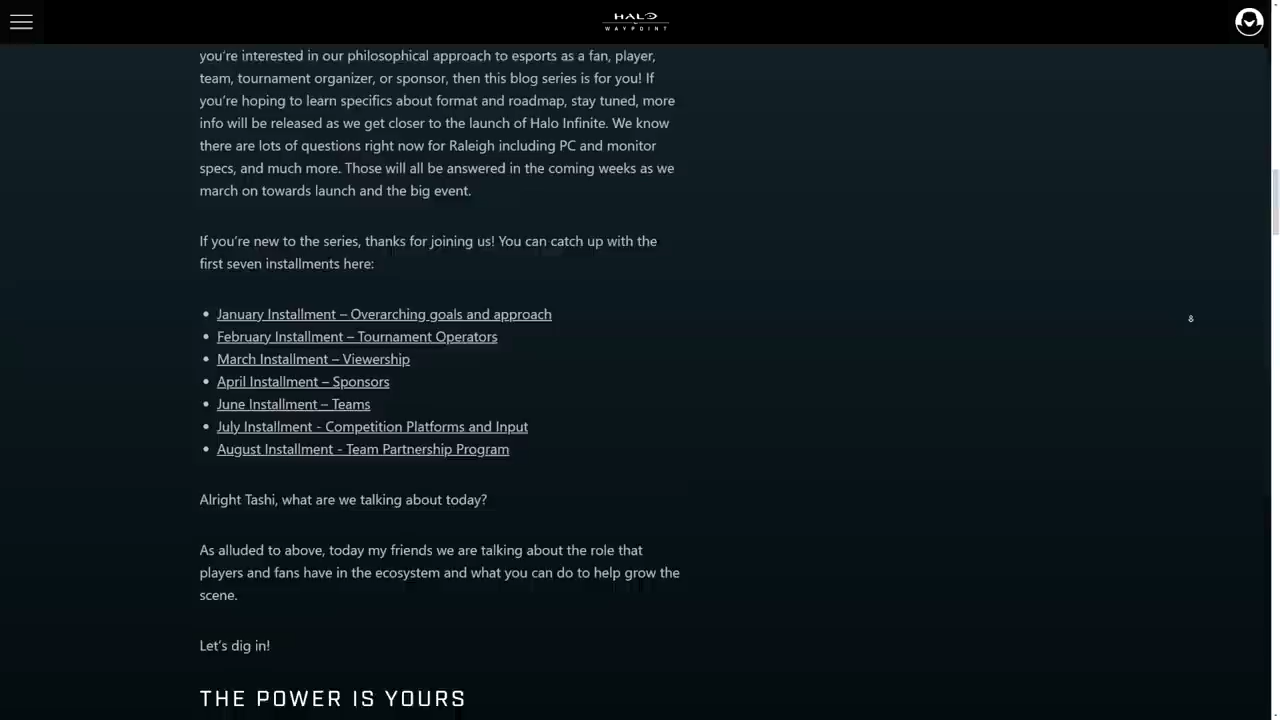 HALO
WAYPOINT
you're interested in our philosophical approach to esports as a fan, player,
team, tournament organizer, or sponsor, then this blog series is for you! If
you're hoping to learn specifics about format and roadmap, stay tuned, more
info will be released as we get closer to the launch of Halo Infinite. We know
there are lots of questions right now for Raleigh including PC and monitor
specs, and much more. Those will all be answered in the coming weeks as we
march on towards launch and the big event.
If you're new to the series, thanks for joining us! You can catch up with the
first seven installments here:
• January Installment – Overarching goals and approach
• February Installment – Tournament Operators
• March Installment – Viewership
• April Installment – Sponsors
• June Installment – Teams
• July Installment - Competition Platforms and Input
• August Installment - Team Partnership Program
Alright Tashi, what are we talking about today?
As alluded to above, today my friends we are talking about the role that
players and fans have in the ecosystem and what you can do to help grow the
scene.
Let's dig in!
THE POWER IS YOURS